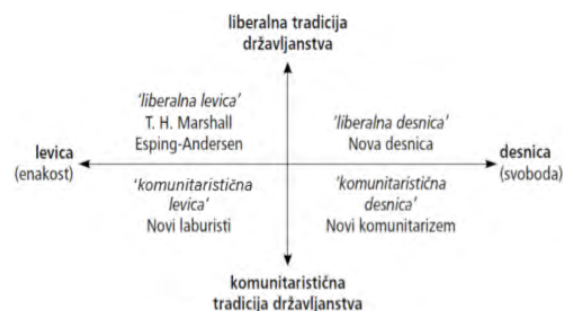 liberalna tradicija
državljanstva
'liberalna levica'
T. H. Marshall
Esping-Andersen
'liberalna desnica'
Nova desnica
levica
(enakost)
desnica
(svoboda)
'komunitaristična
levica'
Novi laburisti
'komunitaristična
desnica'
Novi komunitarizem
komunitaristična
tradicija državljanstva